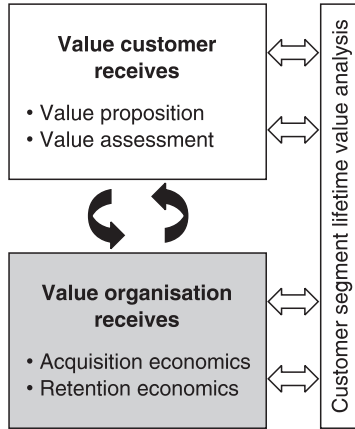 Value customer
receives
• Value proposition
• Value assessment
Value organisation
receives
• Acquisition economics
• Retention economics
Customer segment lifetime value analysis